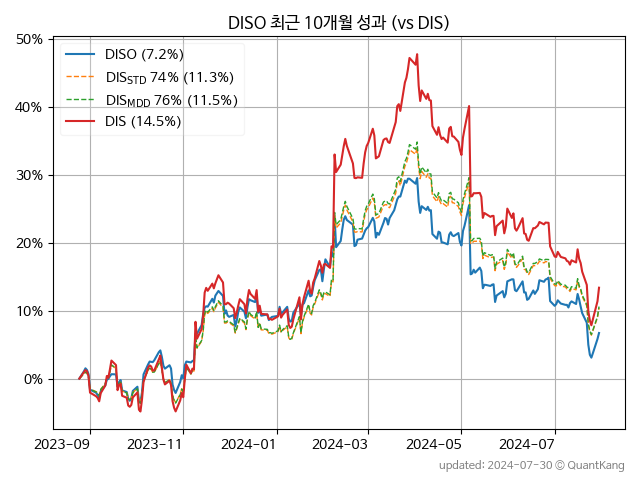 DISO 최근 10개월 성과 (vs DIS)
50%
40%
30%
20%
10%
0%
DISO (7.2%)
DISSTD 74% (11.3%)
DISMDD 76% (11.5%)
DIS (14.5%)
2023-09 2023-11 2024-01 2024-03 2024-05 2024-07
updated: 2024-07-30 © QuantKang